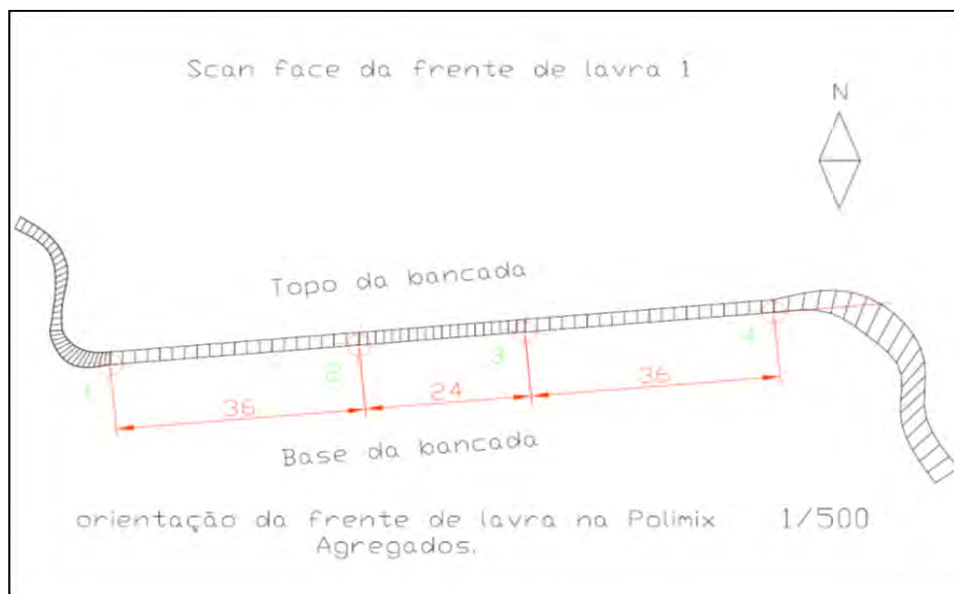 Scan face da frente de lavra 1
N
Topo da bancada
1
2
3
4
36
24
36
Base da bancada
orientação da frente de lavra na Polimix
Agregados.
1/500